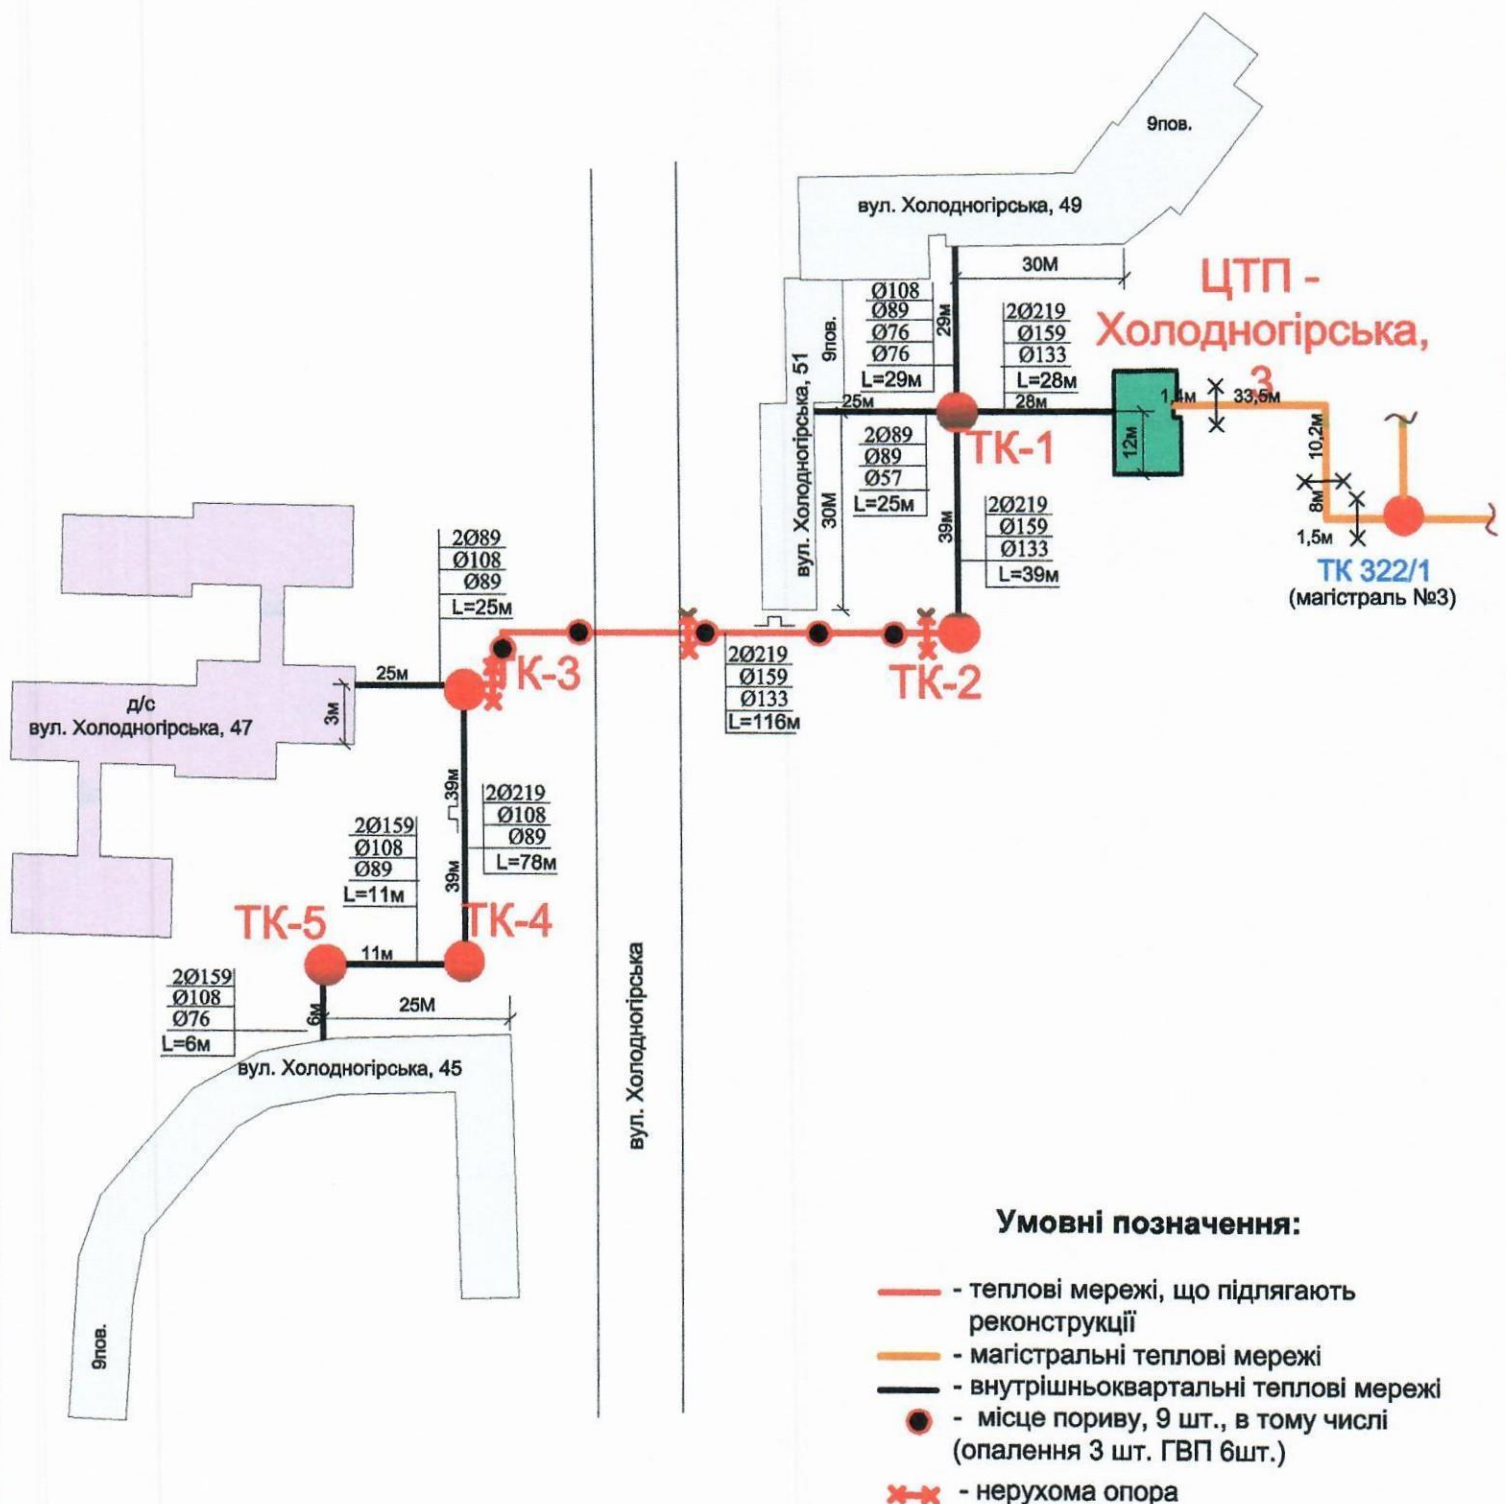 9пов.
вул. Холодногірська, 49
30М
ЦТП -
Холодногірська,
3
Ø108
Ø89
Ø76
Ø76
L=29м
29м
2Ø219
Ø159
Ø133
L=28м
9пов.
вул. Холодногірська, 51
25м
28м
1,4м
33,5м
12м
10,2м
8м
1,5м
ТК-1
2Ø89
Ø89
Ø57
L=25м
30М
39м
2Ø219
Ø159
Ø133
L=39м
ТК 322/1
(магістраль №3)
2Ø89
Ø108
Ø89
L=25м
ТК-3
ТК-2
2Ø219
Ø159
Ø133
L=116м
25м
3м
д/с
вул. Холодногірська, 47
39м
2Ø219
Ø108
Ø89
L=78м
39м
2Ø159
Ø108
Ø89
L=11м
ТК-5
ТК-4
11м
2Ø159
Ø108
Ø76
L=6м
6м
25М
вул. Холодногірська, 45
9пов.
вул. Холодногірська
Умовні позначення:
- теплові мережі, що підлягають
реконструкції
- магістральні теплові мережі
- внутрішньоквартальні теплові мережі
- місце пориву, 9 шт., в тому числі
(опалення 3 шт. ГВП 6шт.)
- нерухома опора